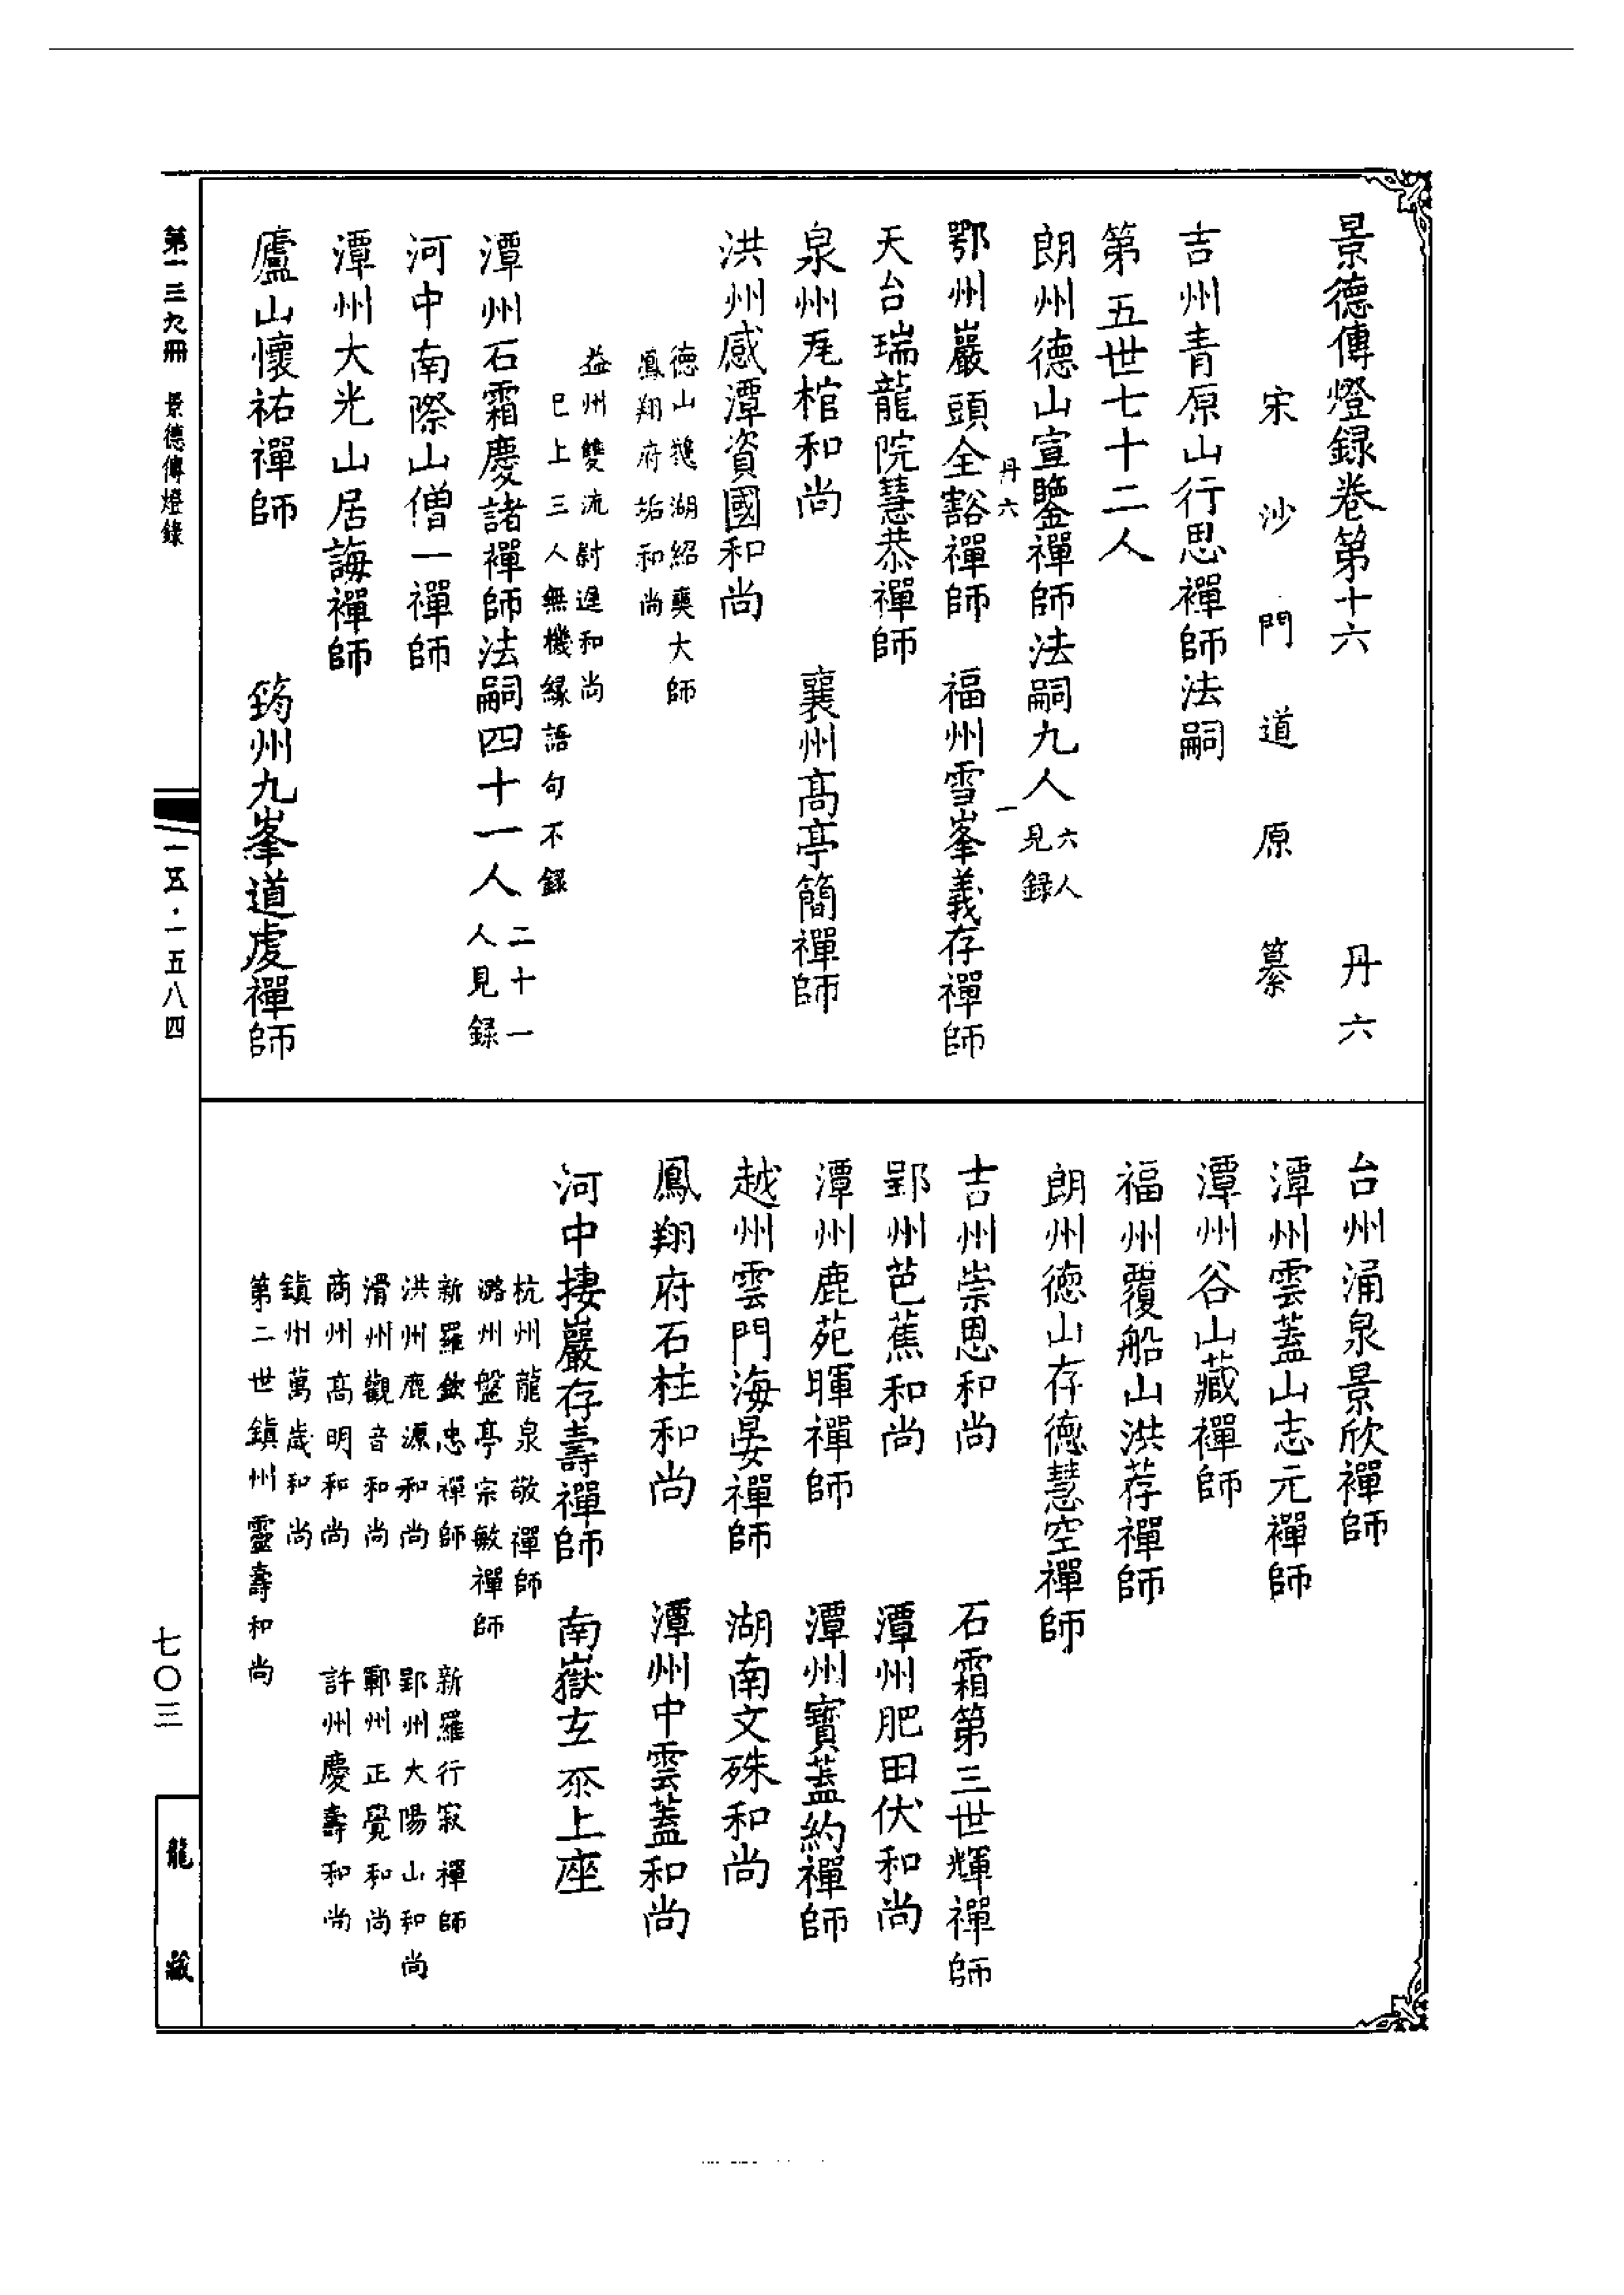 景德傳燈録卷第十六　丹六
宋沙門道原纂
吉州青原山行思禪師法嗣
第五世七十二人
朗州德山宣鑒禪師法嗣九人六人見録
丹六　一
鄂州巖頭全豁禪師　福州雪峯義存禪師
天台瑞龍院慧恭禪師
泉州瓦棺和尚　襄州高亭簡禪師
洪州感潭資國和尚
德山鵝湖紹奭大師
鳳翔府垢和尚
益州雙流尉遲和尚
巳上三人無機緣語句不録
潭州石霜慶諸禪師法嗣四十一人二十一人見録
河中南際山僧一禪師
潭州大光山居誨禪師
廬山懷祐禪師　筠州九峯道虔禪師
台州涌泉景欣禪師
潭州雲蓋山志元禪師
潭州谷山藏禪師
福州覆船山洪荐禪師
朗州德山存德慧空禪師
吉州崇恩和尚　石霜第三世輝禪師
郢州芭蕉和尚　潭州肥田伏和尚
潭州鹿苑暉禪師　潭州寶蓋約禪師
越州雲門海晏禪師　湖南文殊和尚
鳳翔府石柱和尚　潭州中雲蓋和尚
河中棲巖存壽禪師　南嶽玄泰上座
杭州龍泉敬禪師
潞州盤亭宗敏禪師
新羅欽忠禪師　新羅行寂禪師
洪州鹿源和尚　郢州大陽山和尚
滑州觀音和尚　鄆州正覺和尚
商州高明和尚　許州慶壽和尚
鎮州萬歲和尚
第二世鎮州靈壽和尚
第一三九冊　景德傳燈錄
一五五·一五八四
七〇三
龍藏